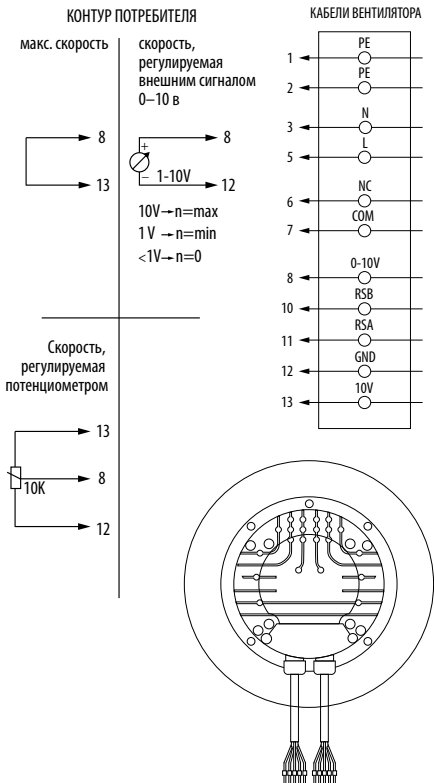 КОНТУР ПОТРЕБИТЕЛЯ
макс. скорость
8
13
скорость,
регулируемая
внешним сигналом
0–10 в
+
8
– 1-10V
12
10V→n=max
1 V →n=min
<1V→n=0
Скорость,
регулируемая
потенциометром
13
8
10K
12
КАБЕЛИ ВЕНТИЛЯТОРА
1 PE
2 PE
3 N
5 L
6 NC
7 COM
8 0-10V
10 RSB
11 RSA
12 GND
13 10V